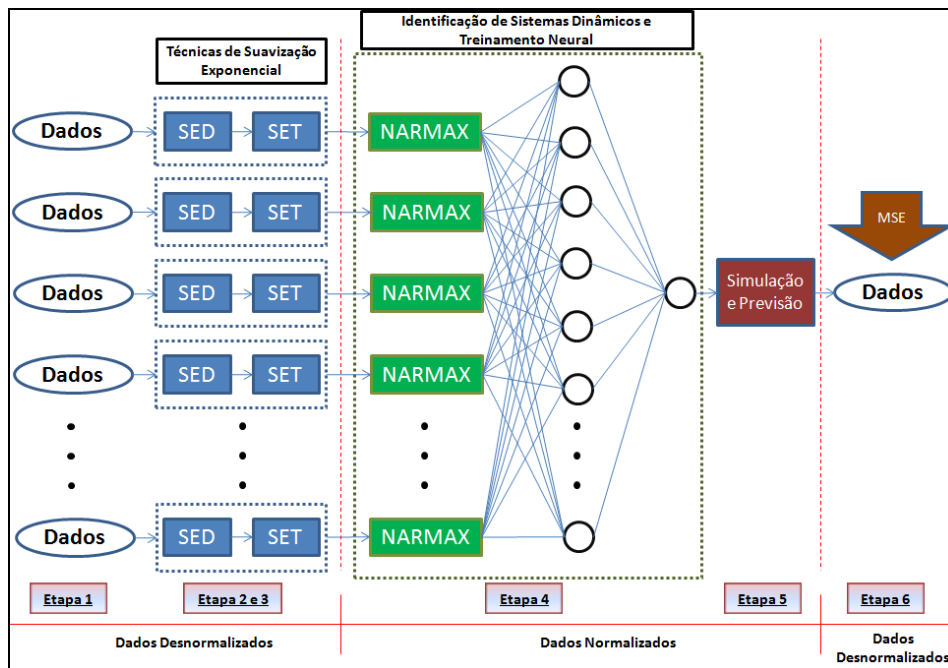 Identificação de Sistemas Dinâmicos e
Treinamento Neural
Técnicas de Suavização
Exponencial
Dados
SED
SET
NARMAX
Dados
SED
SET
NARMAX
MSE
Dados
SED
SET
NARMAX
Simulação
e Previsão
Dados
Dados
SED
SET
NARMAX
Dados
SED
SET
NARMAX
Etapa 1
Etapa 2 e 3
Etapa 4
Etapa 5
Etapa 6
Dados Desnormalizados
Dados Normalizados
Dados
Desnormalizados